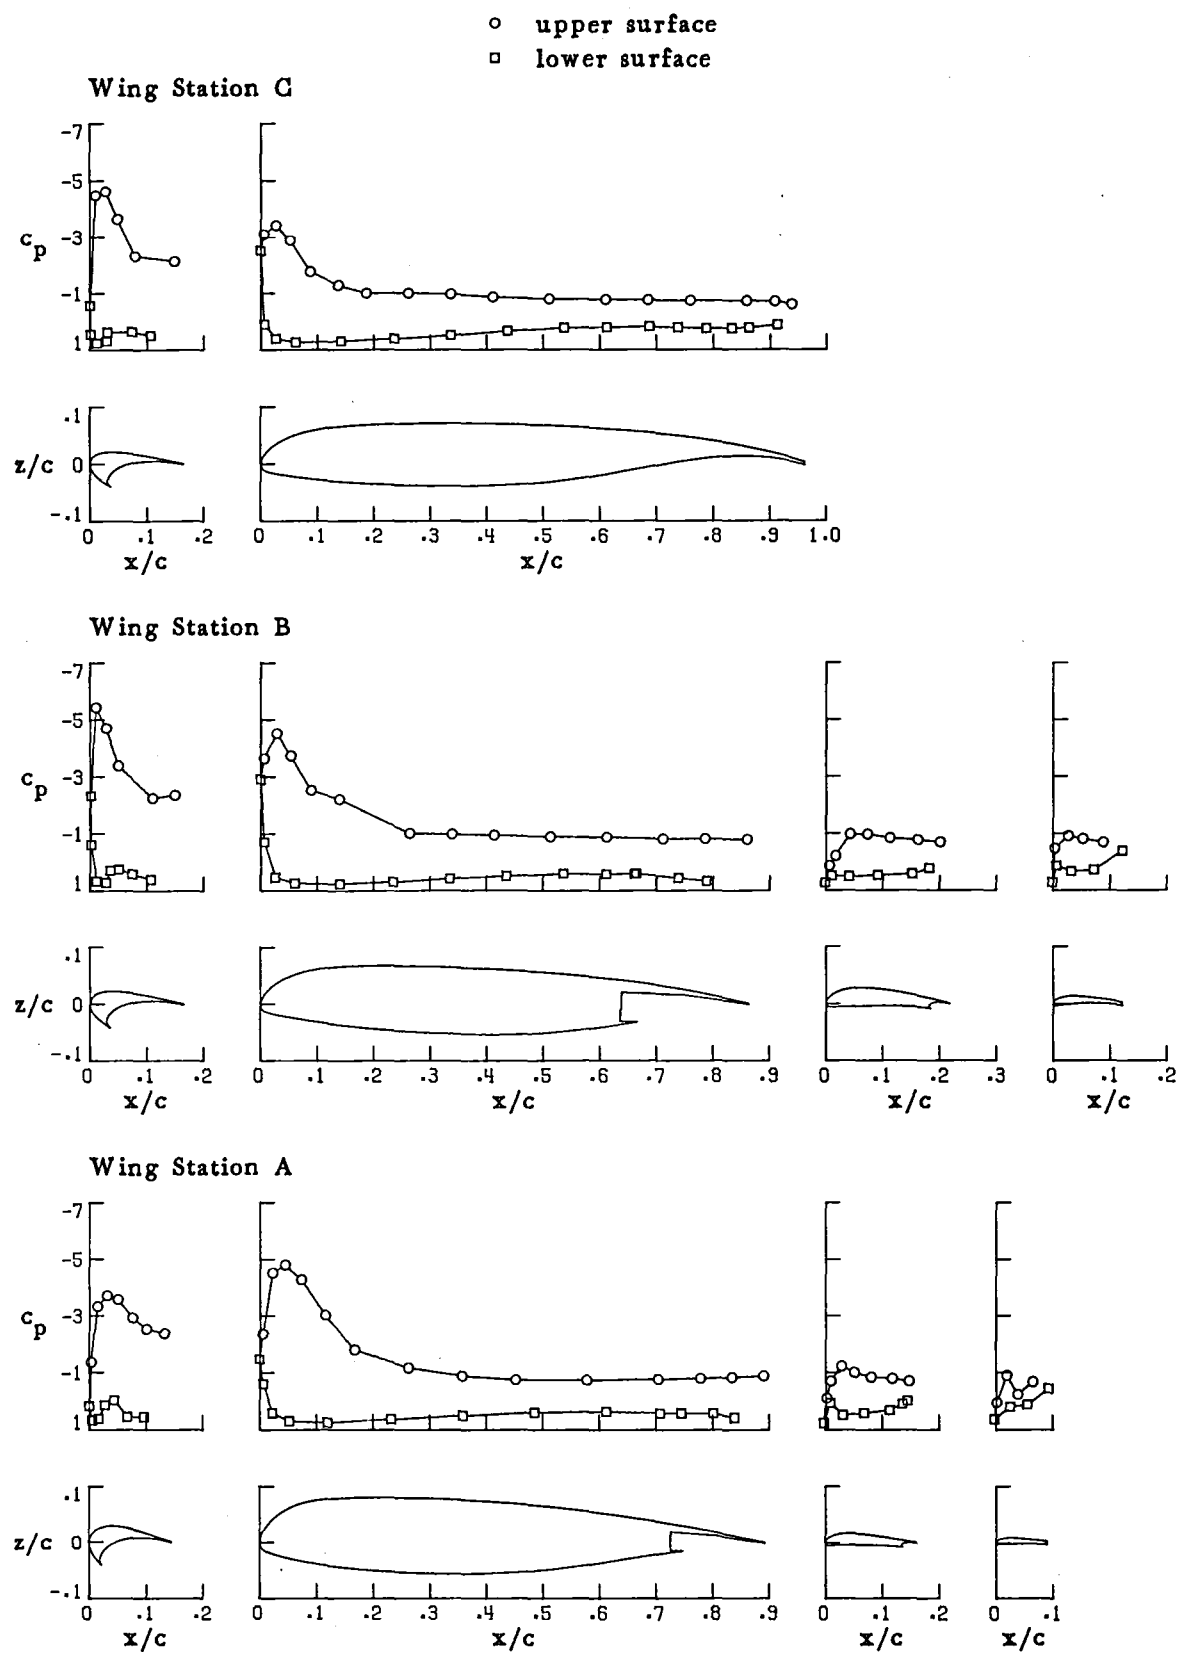 upper surface
lower surface
Wing Station C
-7
-5
-3
-1
1
cp
.1
0
-.1
z/c
0 .1 .2
x/c
0 .1 .2 .3 .4 .5 .6 .7 .8 .9 1.0
x/c
Wing Station B
-7
-5
-3
-1
1
cp
.1
0
-.1
z/c
0 .1 .2
x/c
0 .1 .2 .3 .4 .5 .6 .7 .8 .9
x/c
0 .1 .2 .3
x/c
0 .1 .2
x/c
Wing Station A
-7
-5
-3
-1
1
cp
.1
0
-.1
z/c
0 .1 .2
x/c
0 .1 .2 .3 .4 .5 .6 .7 .8 .9
x/c
0 .1 .2
x/c
0 .1
x/c